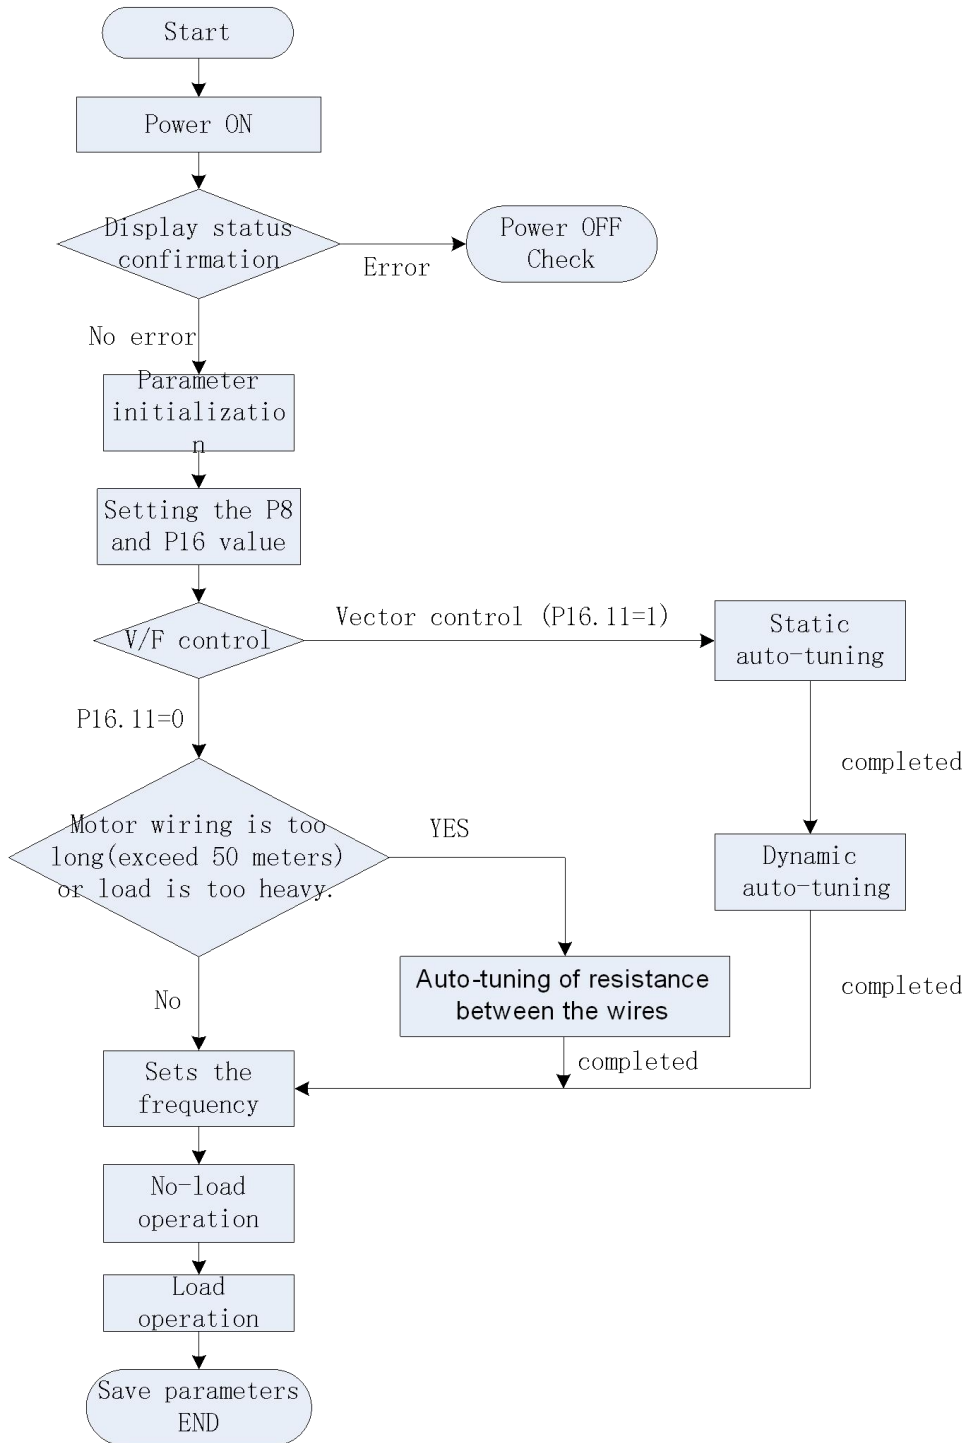 Start
Power ON
Display status
confirmation
Error
Power OFF
Check
No error
Parameter
initializatio
n
Setting the P8
and P16 value
V/F control
Vector control (P16.11=1)
Static
auto-tuning
P16.11=0
completed
Motor wiring is too
long(exceed 50 meters)
or load is too heavy.
YES
Dynamic
auto-tuning
No
Auto-tuning of resistance
between the wires
completed
completed
Sets the
frequency
No-load
operation
Load
operation
Save parameters
END